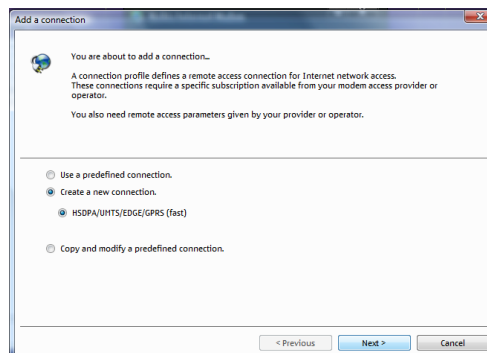 Add a connection
You are about to add a connection...
A connection profile defines a remote access connection for Internet network access.
These connections require a specific subscription available from your modem access provider or
operator.
You also need remote access parameters given by your provider or operator.
Use a predefined connection.
Create a new connection.
HSDPA/UMTS/EDGE/GPRS (fast)
Copy and modify a predefined connection.
< Previous
Next >
Cancel